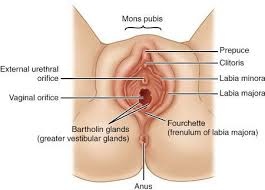 Mons pubis
Prepuce
Clitoris
External urethral
orifice
Labia minora
Labia majora
Vaginal orifice
Fourchette
(frenulum of labia majora)
Bartholin glands
(greater vestibular glands)
Anus